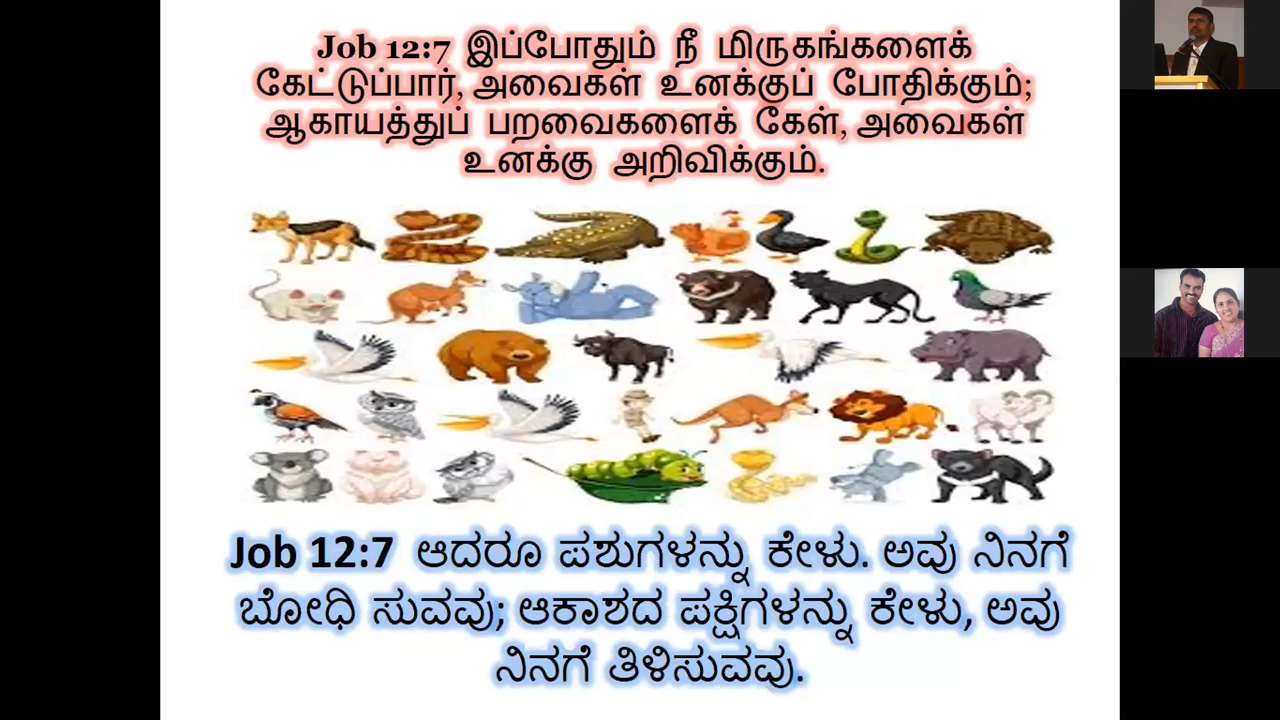 Job 12:7 இப்போதும் நீ மிருகங்களைக்
கேட்டுப்பார், அவைகள் உனக்குப் போதிக்கும்;
ஆகாயத்துப் பறவைகளைக் கேள், அவைகள்
உனக்கு அறிவிக்கும்.
Job 12:7 ಆದರೂ ಪಶುಗಳನ್ನು ಕೇಳು. ಅವು ನಿನಗೆ
ಬೋಧಿ ಸುವವು; ಆಕಾಶದ ಪಕ್ಷಿಗಳನ್ನು ಕೇಳು, ಅವು
ನಿನಗೆ ತಿಳಿಸುವವು.